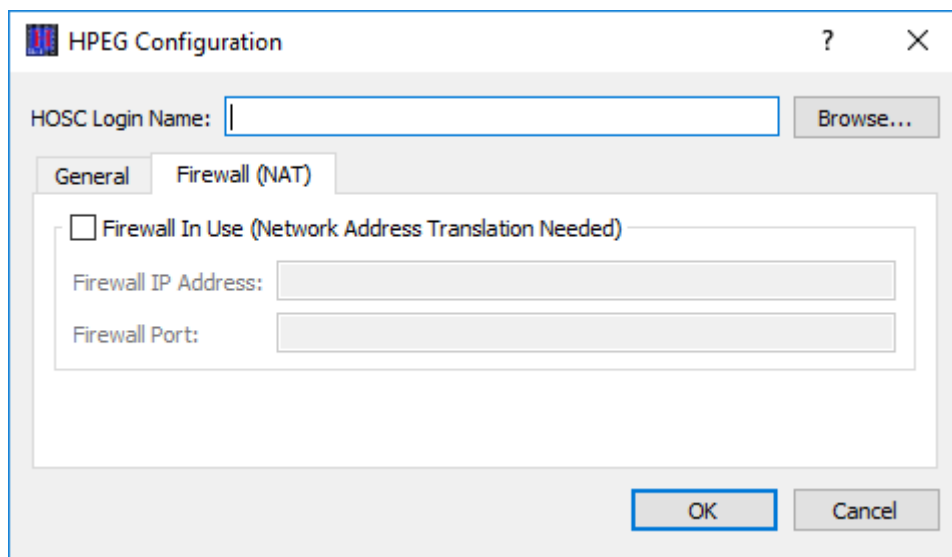 HPEG Configuration
?
HOSC Login Name:
Browse...
General
Firewall (NAT)
Firewall In Use (Network Address Translation Needed)
Firewall IP Address:
Firewall Port:
OK
Cancel